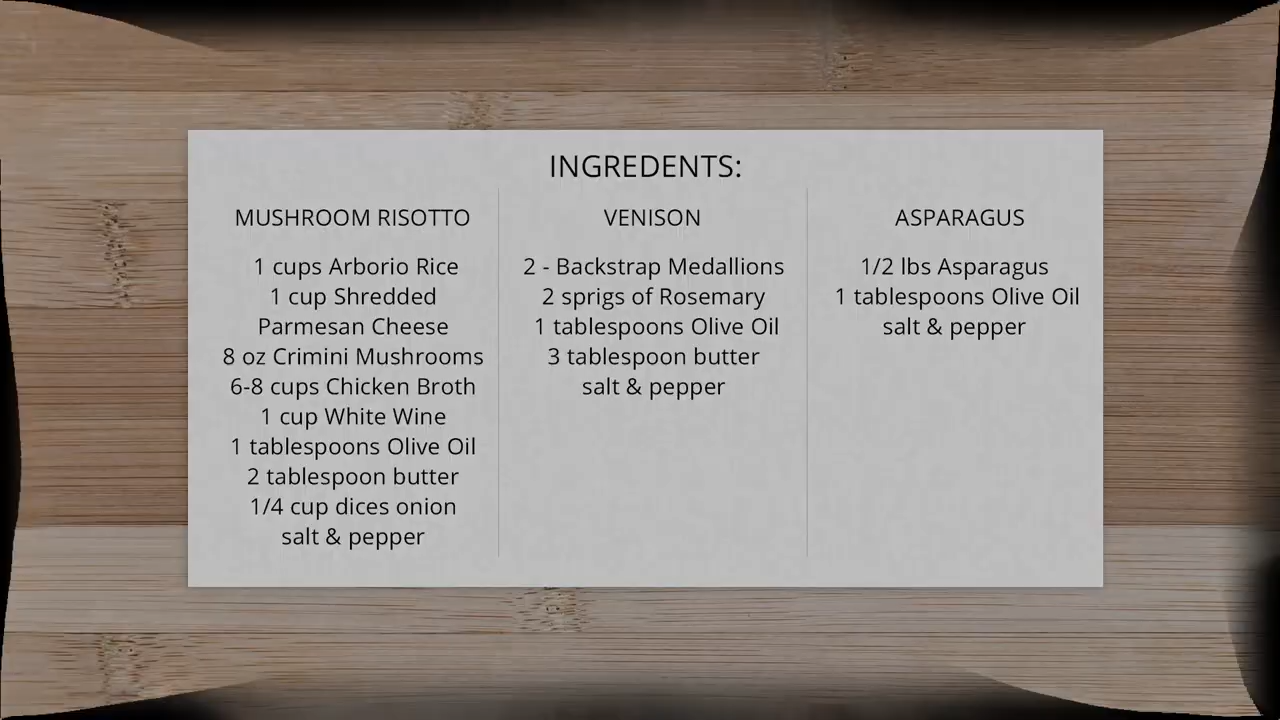 INGREDENTS:
MUSHROOM RISOTTO
1 cups Arborio Rice
1 cup Shredded
Parmesan Cheese
8 oz Crimini Mushrooms
6-8 cups Chicken Broth
1 cup White Wine
1 tablespoons Olive Oil
2 tablespoon butter
1/4 cup dices onion
salt & pepper
VENISON
2 - Backstrap Medallions
2 sprigs of Rosemary
1 tablespoons Olive Oil
3 tablespoon butter
salt & pepper
ASPARAGUS
1/2 lbs Asparagus
1 tablespoons Olive Oil
salt & pepper